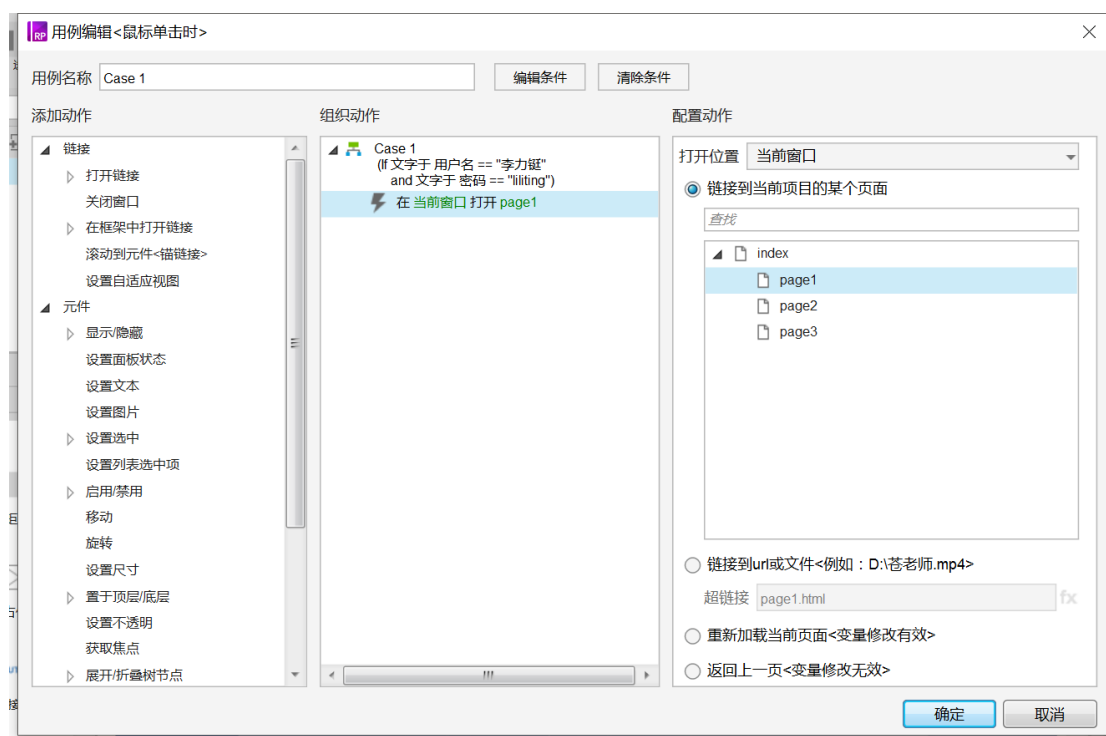 RP 用例编辑<鼠标单击时>
用例名称 Case 1 编辑条件 清除条件
添加动作
链接
打开链接
关闭窗口
在框架中打开链接
滚动到元件<锚链接>
设置自适应视图
元件
显示/隐藏
设置面板状态
设置文本
设置图片
设置选中
设置列表选中项
启用/禁用
移动
旋转
设置尺寸
置于顶层/底层
设置不透明
获取焦点
展开/折叠树节点
组织动作
Case 1
(If 文字于 用户名 == "李力铤"
and 文字于 密码 == "liliting")
在 当前窗口 打开 page1
配置动作
打开位置 当前窗口
链接到当前项目的某个页面
查找
index
page1
page2
page3
链接到url或文件<例如：D:\苍老师.mp4>
超链接 page1.html fx
重新加载当前页面<变量修改有效>
返回上一页<变量修改无效>
确定 取消